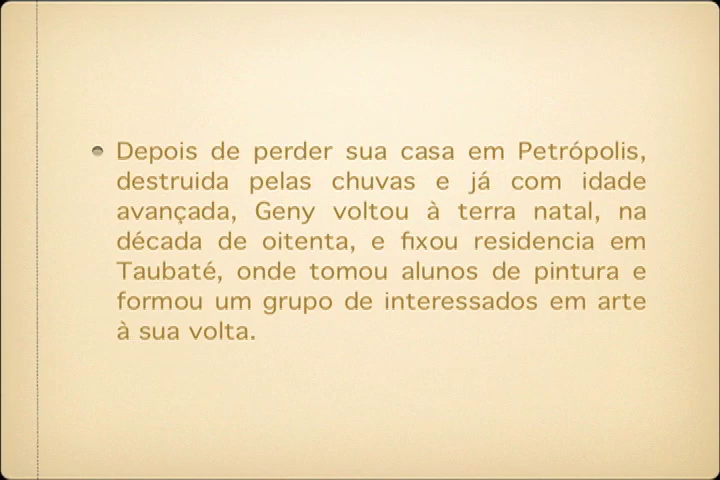 Depois de perder sua casa em Petrópolis,
destruida pelas chuvas e já com idade
avançada, Geny voltou à terra natal, na
década de oitenta, e fixou residencia em
Taubaté, onde tomou alunos de pintura e
formou um grupo de interessados em arte
à sua volta.